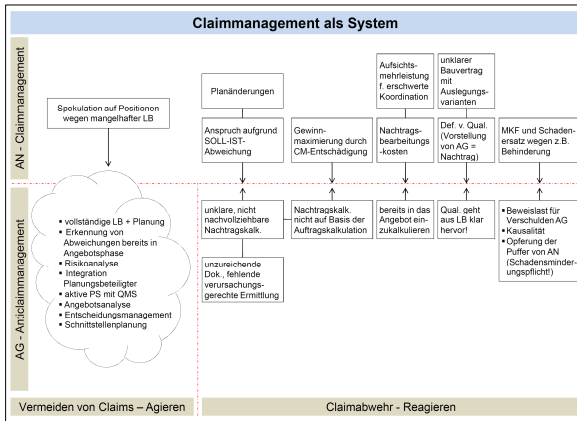 Claimmanagement als System
AN - Claimmanagement
Spekulation auf Positionen
wegen mangelhafter LB
Planänderungen
Anspruch aufgrund
SOLL-IST-
Abweichung
Gewinn-
maximierung durch
CM-Entschädigung
Aufsichts-
mehrleistung
f. erschwerte
Koordination
Nachtrags-
bearbeitungs-
-kosten
unklarer
Bauvertrag
mit
Auslegungs-
varianten
Def. v. Qual.
(Vorstellung
von AG =
Nachtrag)
MKF und Schaden-
ersatz wegen z.B.
Behinderung
AG - Anticlaimmanagement
▪ vollständige LB + Planung
▪ Erkennung von
Abweichungen bereits in
Angebotsphase
▪ Risikoanalyse
▪ Integration
Planungsbeteiligter
▪ aktive PS mit QMS
▪ Angebotsanalyse
▪ Entscheidungsmanagement
▪ Schnittstellenplanung
unklare, nicht
nachvollziehbare
Nachtragskalk.
unzureichende
Dok., fehlende
verursachungs-
gerechte Ermittlung
Nachtragskalk.
nicht auf Basis der
Auftragskalkulation
bereits in das
Angebot ein-
zukalkulieren
Qual. geht
aus LB klar
hervor!
▪ Beweislast für
Verschulden AG
▪ Kausalität
▪ Opferung der
Puffer von AN
(Schadensminder-
ungspflicht!)
Vermeiden von Claims – Agieren
Claimabwehr - Reagieren